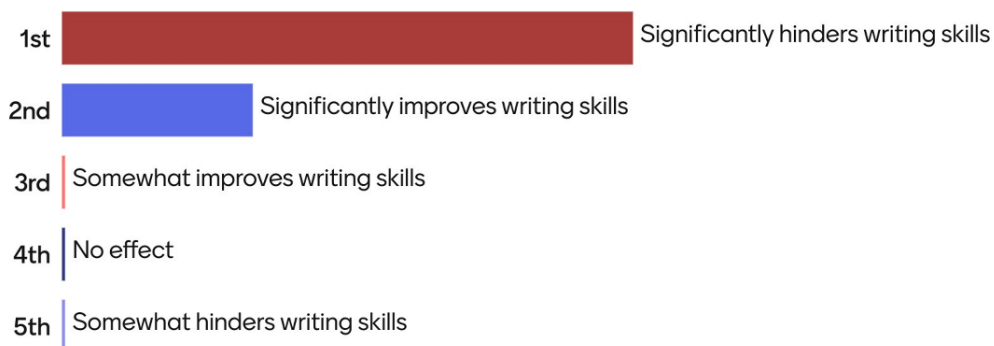 1st Significantly hinders writing skills
2nd Significantly improves writing skills
3rd Somewhat improves writing skills
4th No effect
5th Somewhat hinders writing skills